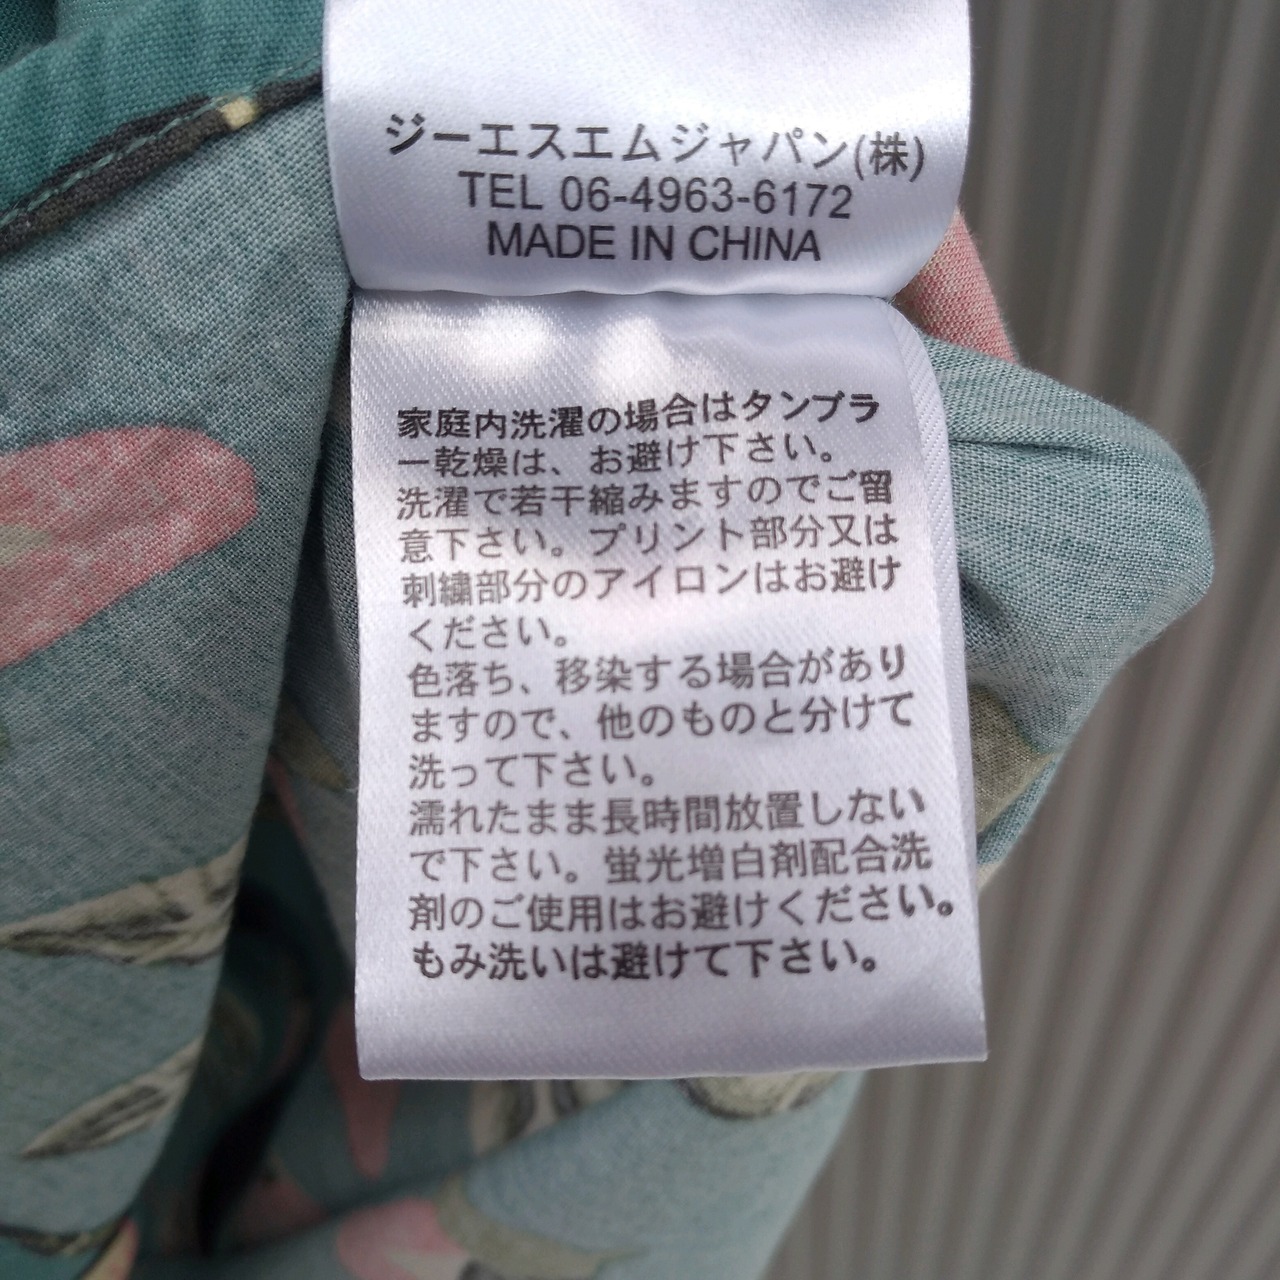 ジーエスエムジャパン(株)
TEL 06-4963-6172
MADE IN CHINA
家庭内洗濯の場合はタンブラ
ー乾燥は、お避け下さい。
洗濯で若干縮みますのでご留
意下さい。プリント部分又は
刺繍部分のアイロンはお避け
ください。
色落ち、移染する場合があり
ますので、他のものと分けて
洗って下さい。
濡れたまま長時間放置しない
で下さい。蛍光増白剤配合洗
剤のご使用はお避けください。
もみ洗いは避けて下さい。